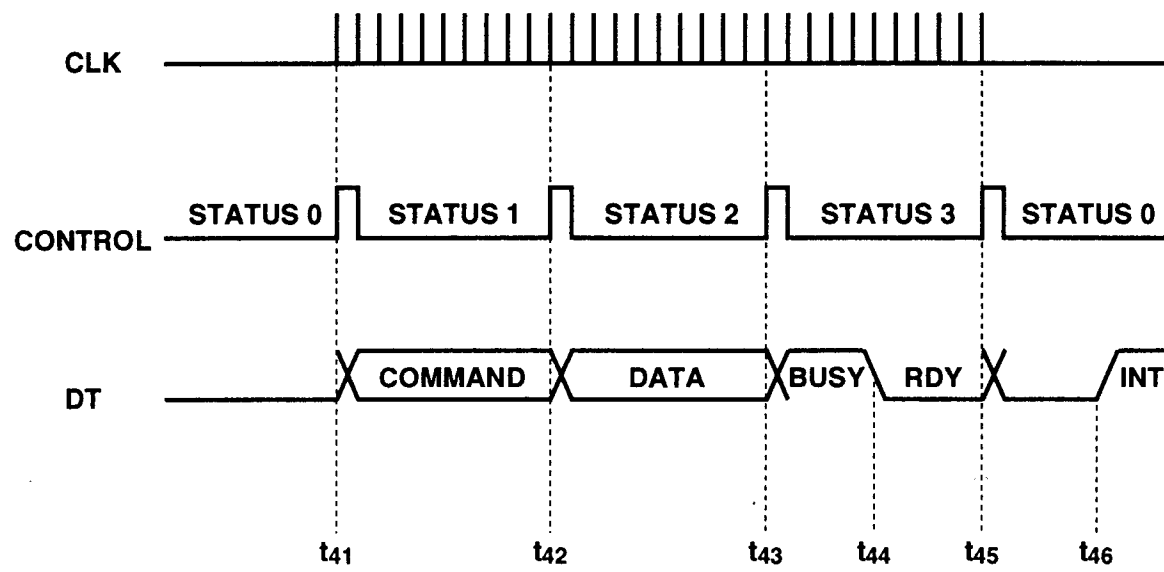 CLK
STATUS 0 STATUS 1 STATUS 2 STATUS 3 STATUS 0
CONTROL
COMMAND DATA BUSY RDY INT
DT
t41 t42 t43 t44 t45 t46